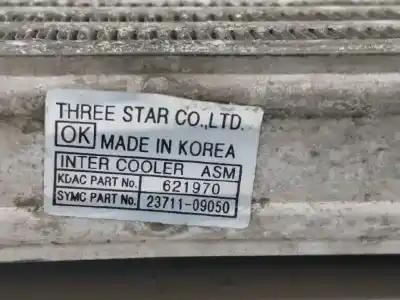 THREE STAR CO.,LTD.
OK MADE IN KOREA
INTER COOLER ASM
KDAC PART No. 621970
SYMC PART No. 23711-09050